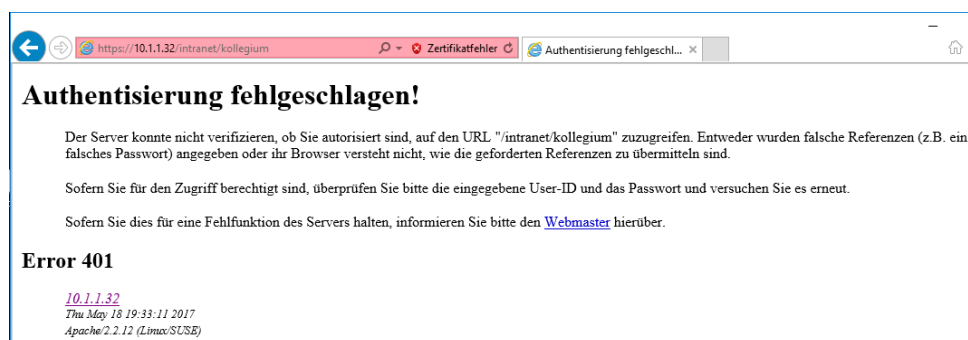 https://10.1.1.32/intranet/kollegium Zertifikatfehler Authentisierung fehlgeschl...
Authentisierung fehlgeschlagen!
Der Server konnte nicht verifizieren, ob Sie autorisiert sind, auf den URL "/intranet/kollegium" zuzugreifen. Entweder wurden falsche Referenzen (z.B. ein
falsches Passwort) angegeben oder ihr Browser versteht nicht, wie die geforderten Referenzen zu übermitteln sind.
Sofern Sie für den Zugriff berechtigt sind, überprüfen Sie bitte die eingegebene User-ID und das Passwort und versuchen Sie es erneut.
Sofern Sie dies für eine Fehlfunktion des Servers halten, informieren Sie bitte den Webmaster hierüber.
Error 401
10.1.1.32
Thu May 18 19:33:11 2017
Apache/2.2.12 (Linux/SUSE)